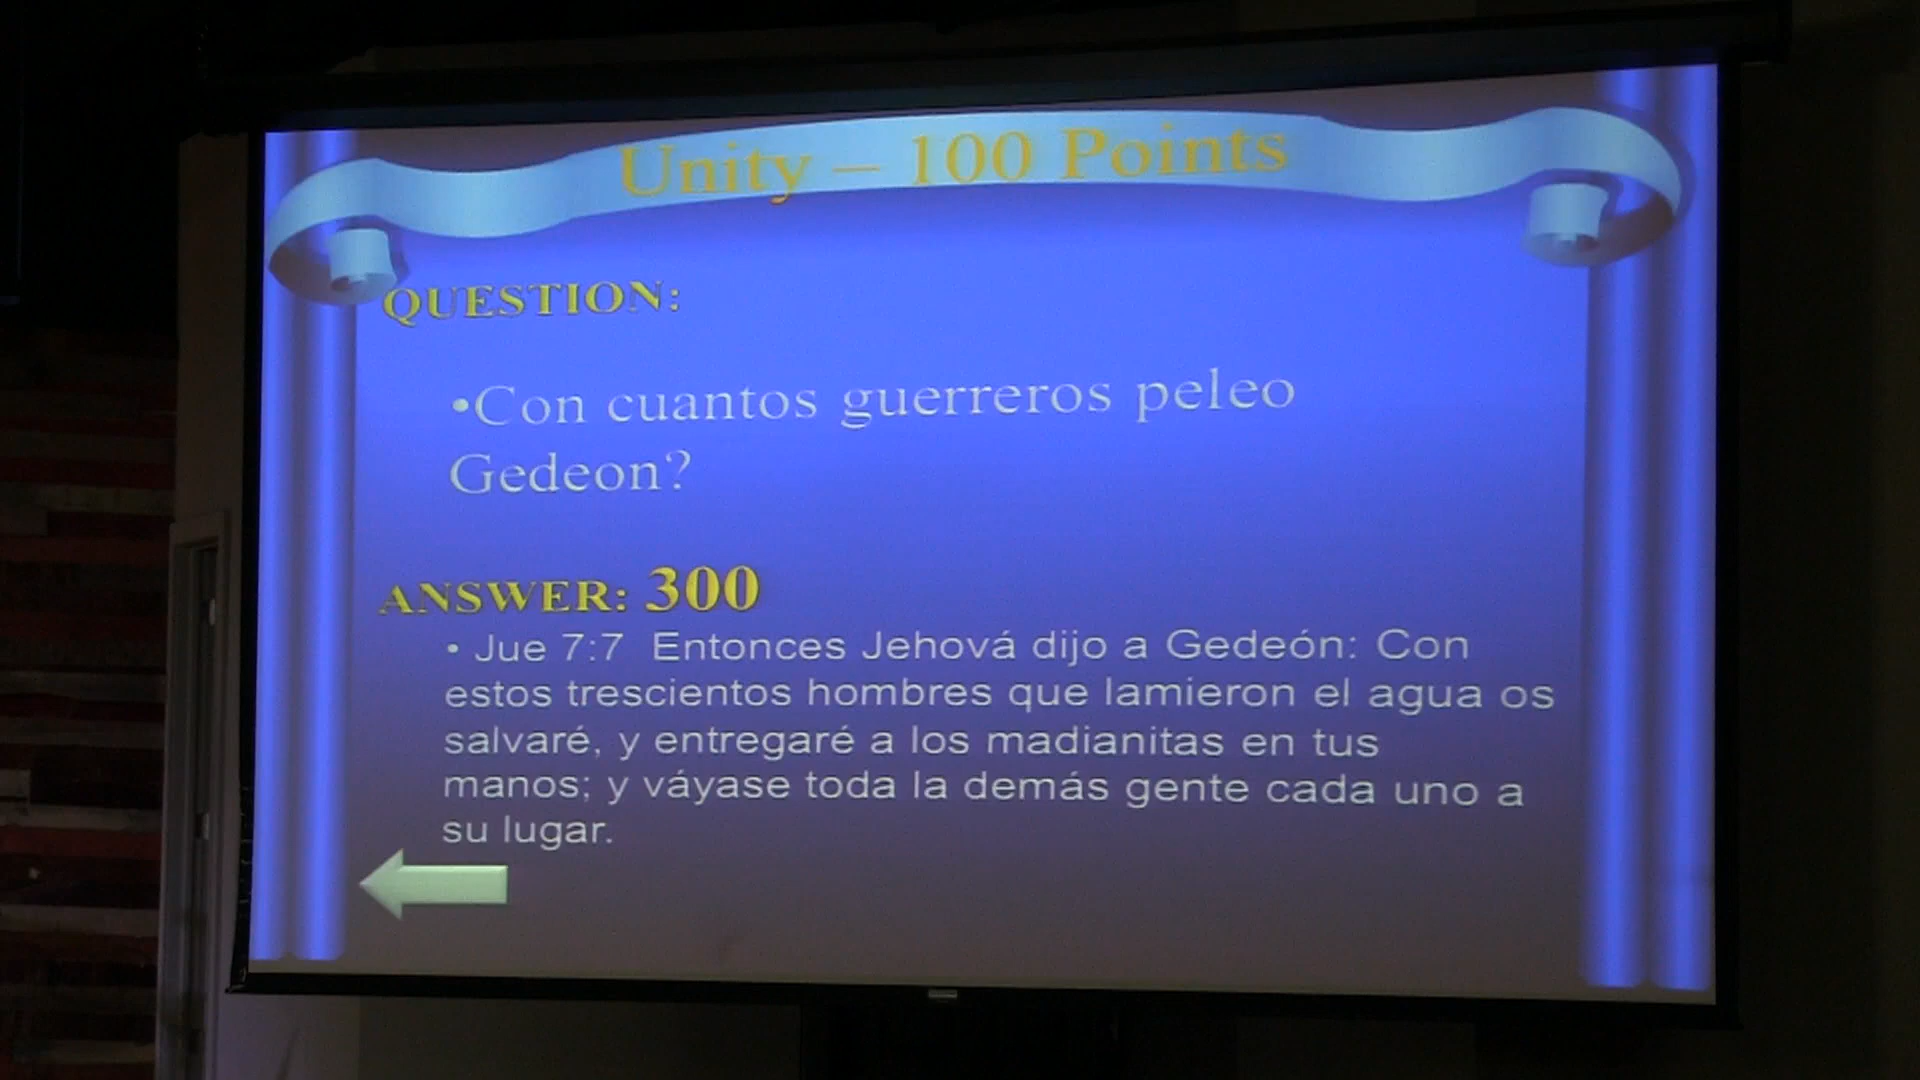 Unity – 100 Points
QUESTION:
•Con cuantos guerreros peleo
Gedeon?
ANSWER: 300
• Jue 7:7 Entonces Jehová dijo a Gedeón: Con
estos trescientos hombres que lamieron el agua os
salvaré, y entregaré a los madianitas en tus
manos; y váyase toda la demás gente cada uno a
su lugar.